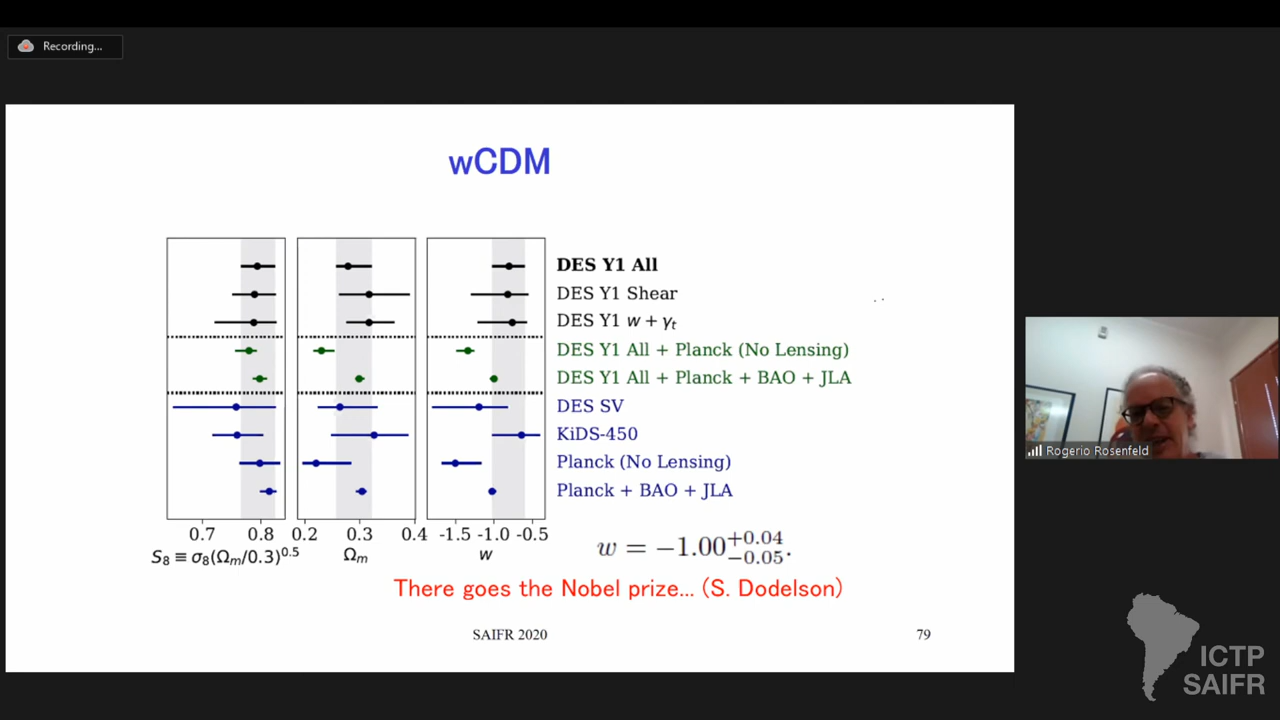 Recording...
wCDM
DES Y1 All
DES Y1 Shear
DES Y1 w + γt
DES Y1 All + Planck (No Lensing)
DES Y1 All + Planck + BAO + JLA
DES SV
KiDS-450
Planck (No Lensing)
Planck + BAO + JLA
0.7 0.8 0.2 0.3 0.4 -1.5 -1.0 -0.5
S8 ≡ σ8(Ωm/0.3)^0.5 Ωm w
w = −1.00 +0.04 −0.05.
There goes the Nobel prize... (S. Dodelson)
SAIFR 2020 79
Rogerio Rosenfeld
ICTP
SAIFR